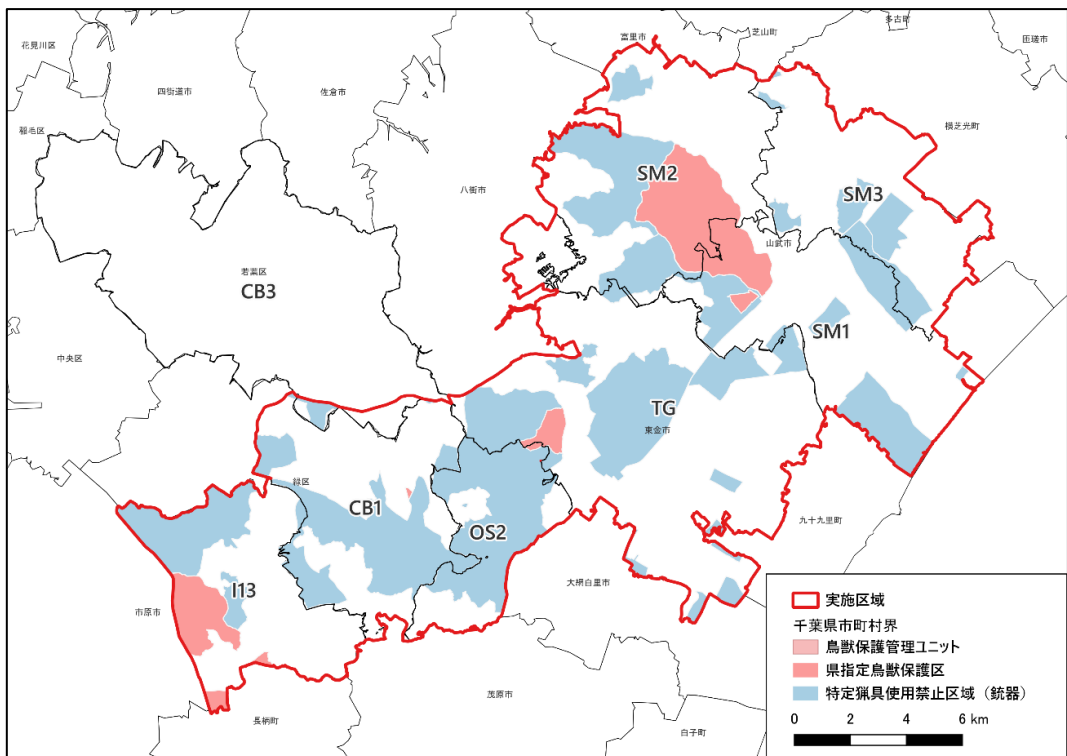 多古町
芝山町
富里市
匝瑳市
花見川区
四街道市
佐倉市
横芝光町
稲毛区
八街市
SM2
SM3
山武市
若葉区
CB3
SM1
中央区
TG
東金市
緑区
CB1
OS2
九十九里町
大網白里市
I13
市原市
茂原市
長柄町
白子町
実施区域
千葉県市町村界
鳥獣保護管理ユニット
県指定鳥獣保護区
特定猟具使用禁止区域（銃器）
0 2 4 6 km